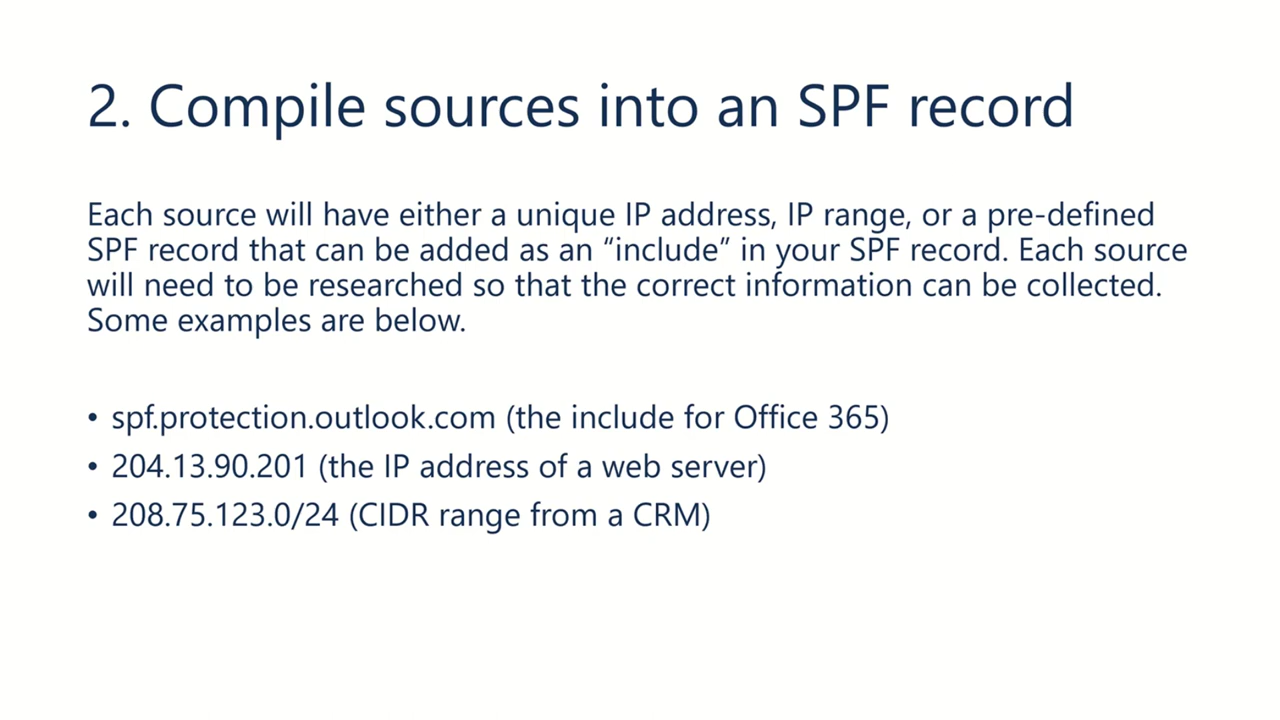 2. Compile sources into an SPF record
Each source will have either a unique IP address, IP range, or a pre-defined
SPF record that can be added as an “include” in your SPF record. Each source
will need to be researched so that the correct information can be collected.
Some examples are below.
• spf.protection.outlook.com (the include for Office 365)
• 204.13.90.201 (the IP address of a web server)
• 208.75.123.0/24 (CIDR range from a CRM)